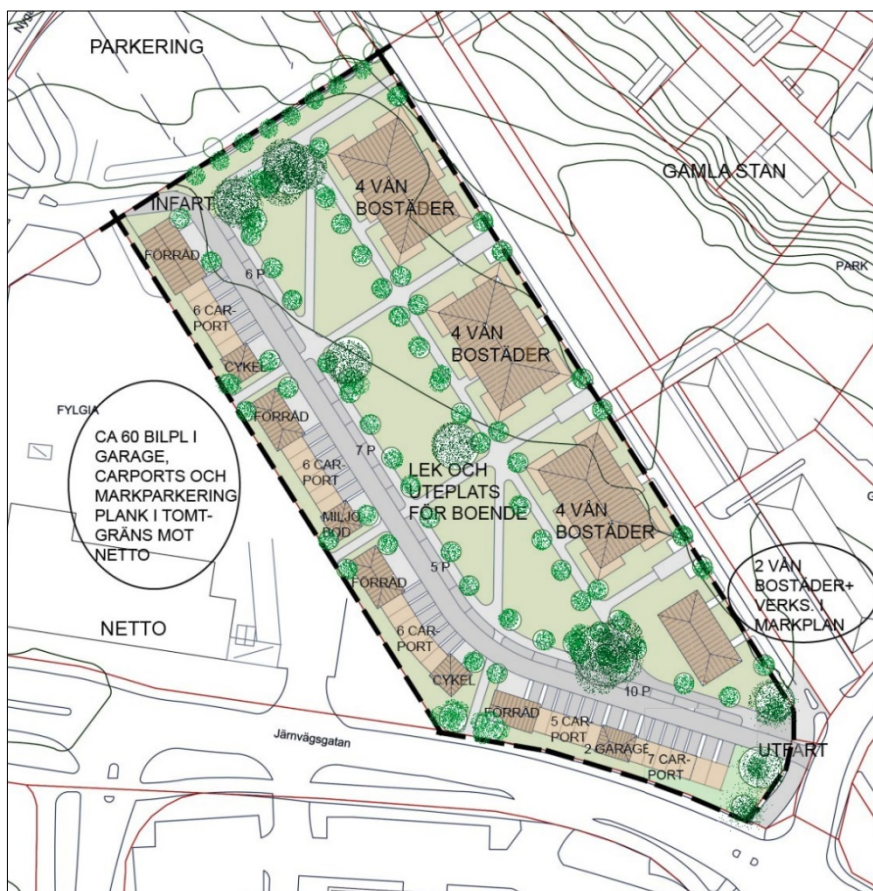 Nyga
PARKERING
GAMLA STAN
4 VÅN
BOSTÄDER
INFART
FÖRRÅD
6 P
PARK
6 CAR-
PORT
4 VÅN
BOSTÄDER
CYKEL
FYLGIA
FÖRRÅD
CA 60 BILPL I
GARAGE,
CARPORTS OCH
MARKPARKERING
PLANK I TOMT-
GRÄNS MOT
NETTO
7 P
6 CAR-
PORT
LEK OCH
UTEPLATS
FÖR BOENDE
4 VÅN
BOSTÄDER
MILJÖ
BOD
5 P
FÖRRÅD
2 VÅN
BOSTÄDER+
VERKS. I
MARKPLAN
NETTO
6 CAR-
PORT
CYKEL
10 P
FÖRRÅD
5 CAR-
PORT
2 GARAGE
7 CAR-
PORT
UTFART
Järnvägsgatan